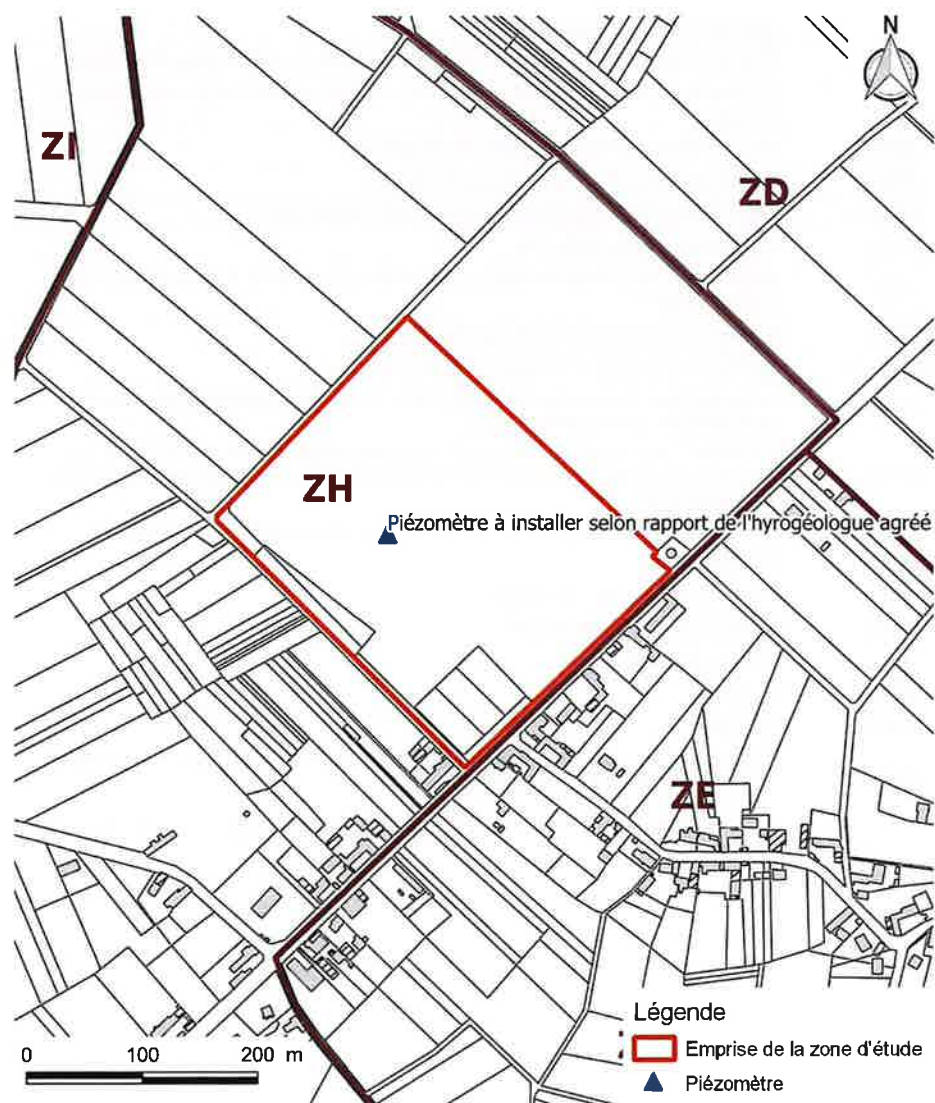 N
ZI
ZD
ZH
Piézomètre à installer selon rapport de l'hyrogéologue agréé
ZE
0 100 200 m
Légende
Emprise de la zone d'étude
Piézomètre